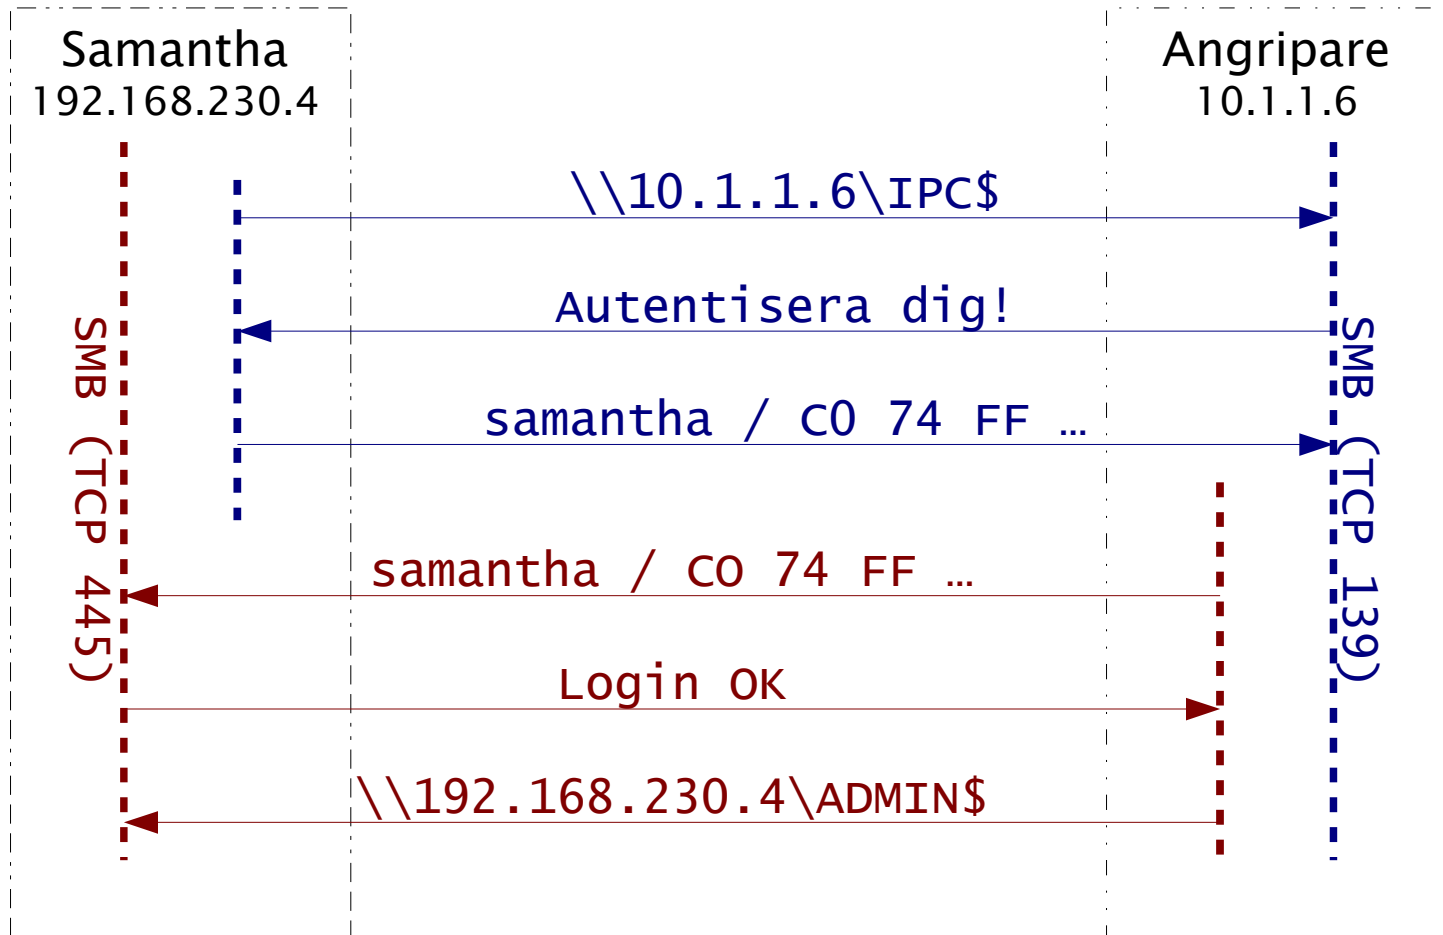 Samantha
192.168.230.4
Angripare
10.1.1.6
\\10.1.1.6\IPC$
Autentisera dig!
samantha / C0 74 FF …
samantha / C0 74 FF …
Login OK
\\192.168.230.4\ADMIN$
SMB (TCP 445)
SMB (TCP 139)